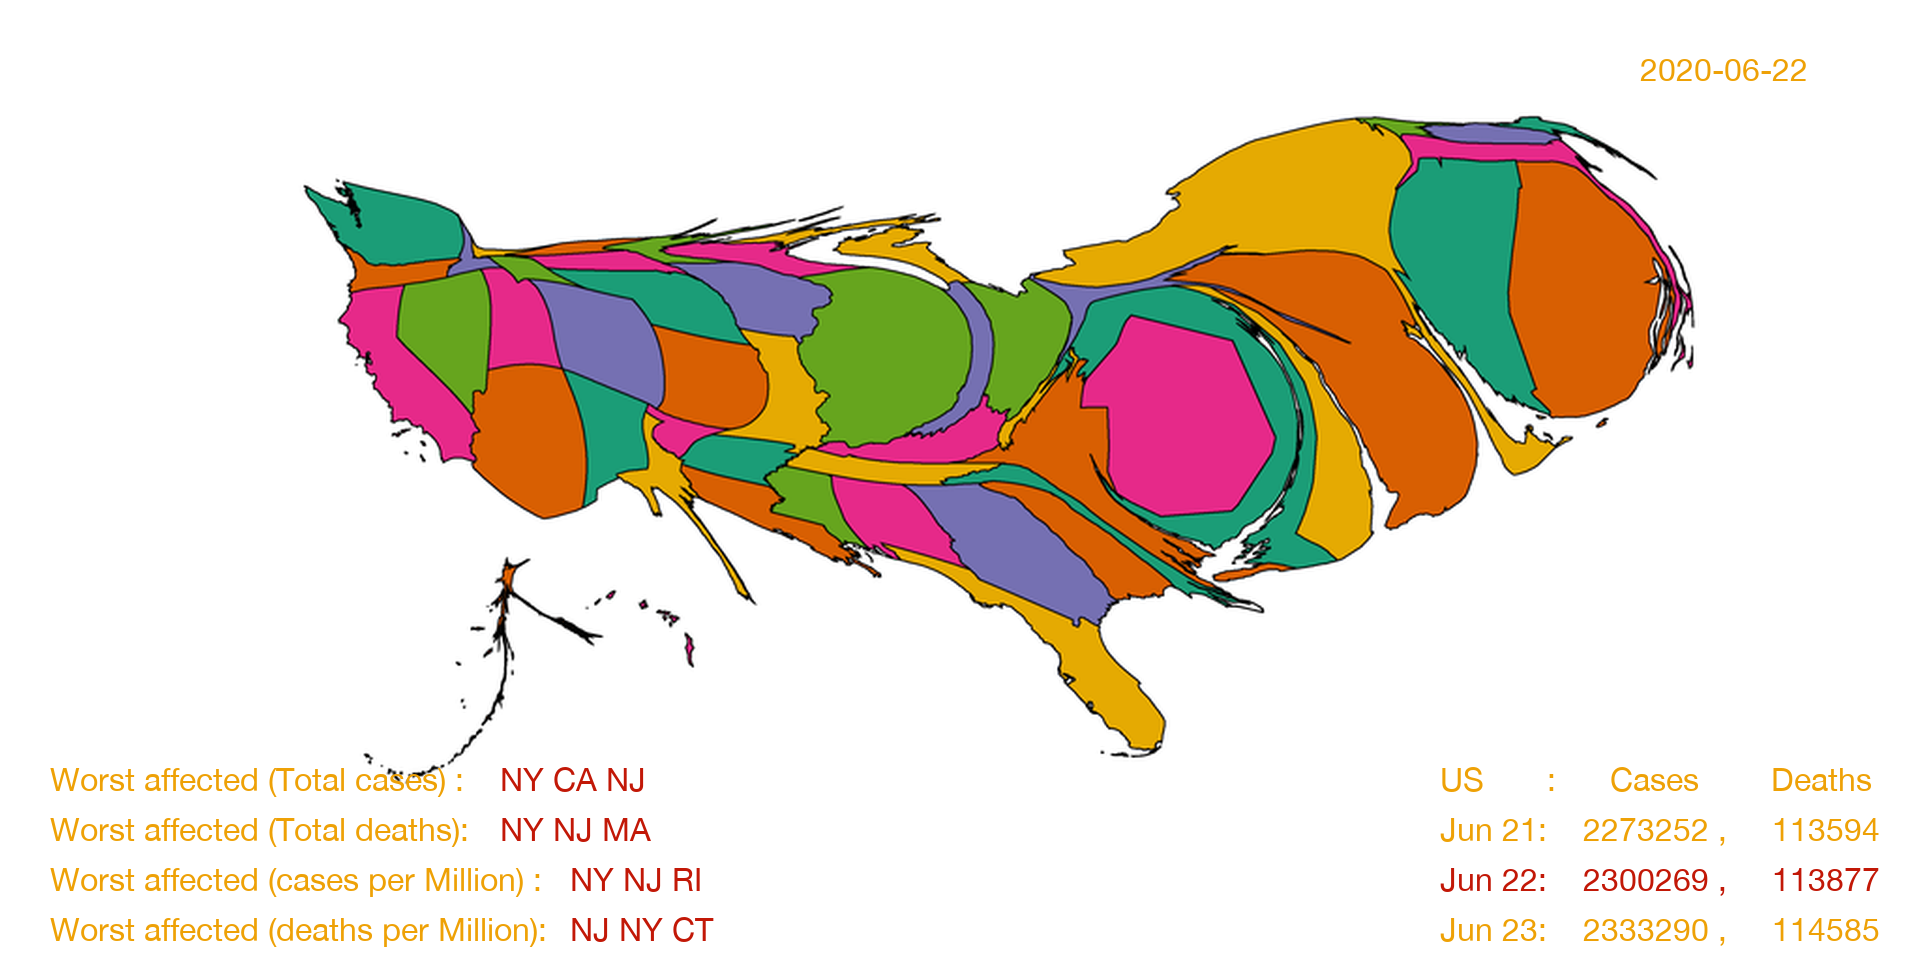 2020-06-22
Worst affected (Total cases) : NY CA NJ
Worst affected (Total deaths): NY NJ MA
Worst affected (cases per Million) : NY NJ RI
Worst affected (deaths per Million): NJ NY CT
US : Cases Deaths
Jun 21: 2273252 , 113594
Jun 22: 2300269 , 113877
Jun 23: 2333290 , 114585